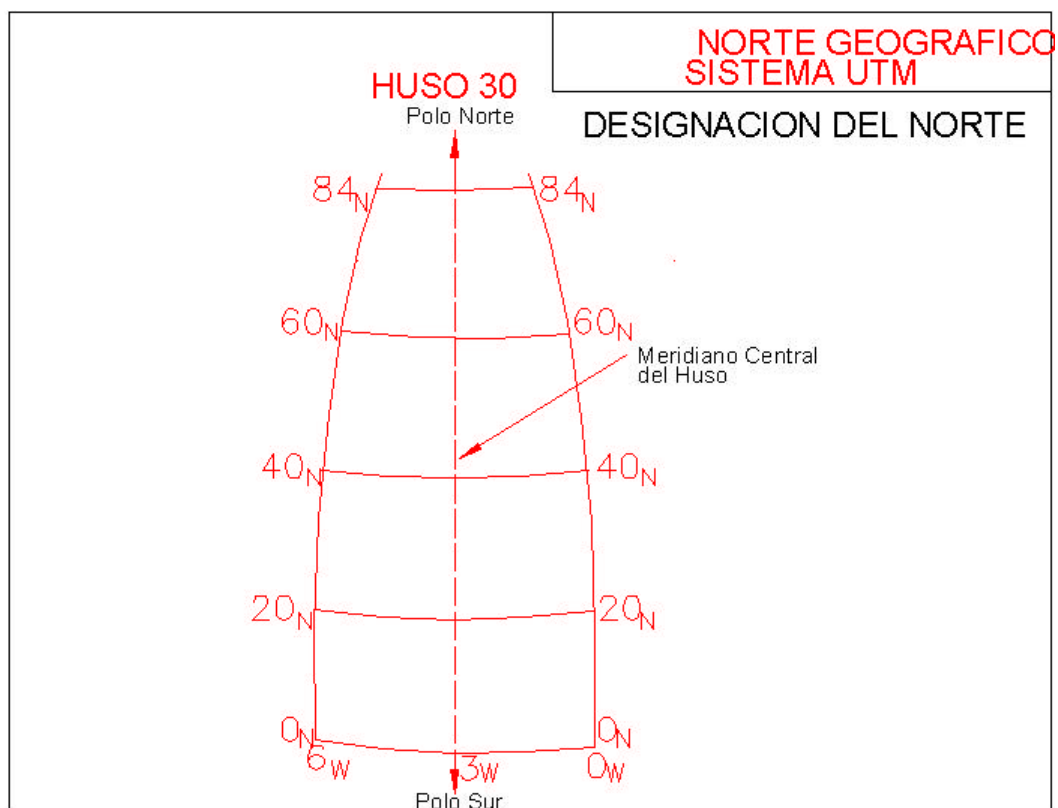 NORTE GEOGRAFICO
SISTEMA UTM
HUSO 30
Polo Norte
DESIGNACION DEL NORTE
84N 84N
60N 60N
Meridiano Central
del Huso
40N 40N
20N 20N
0N 0N
6W 3W 0W
Polo Sur